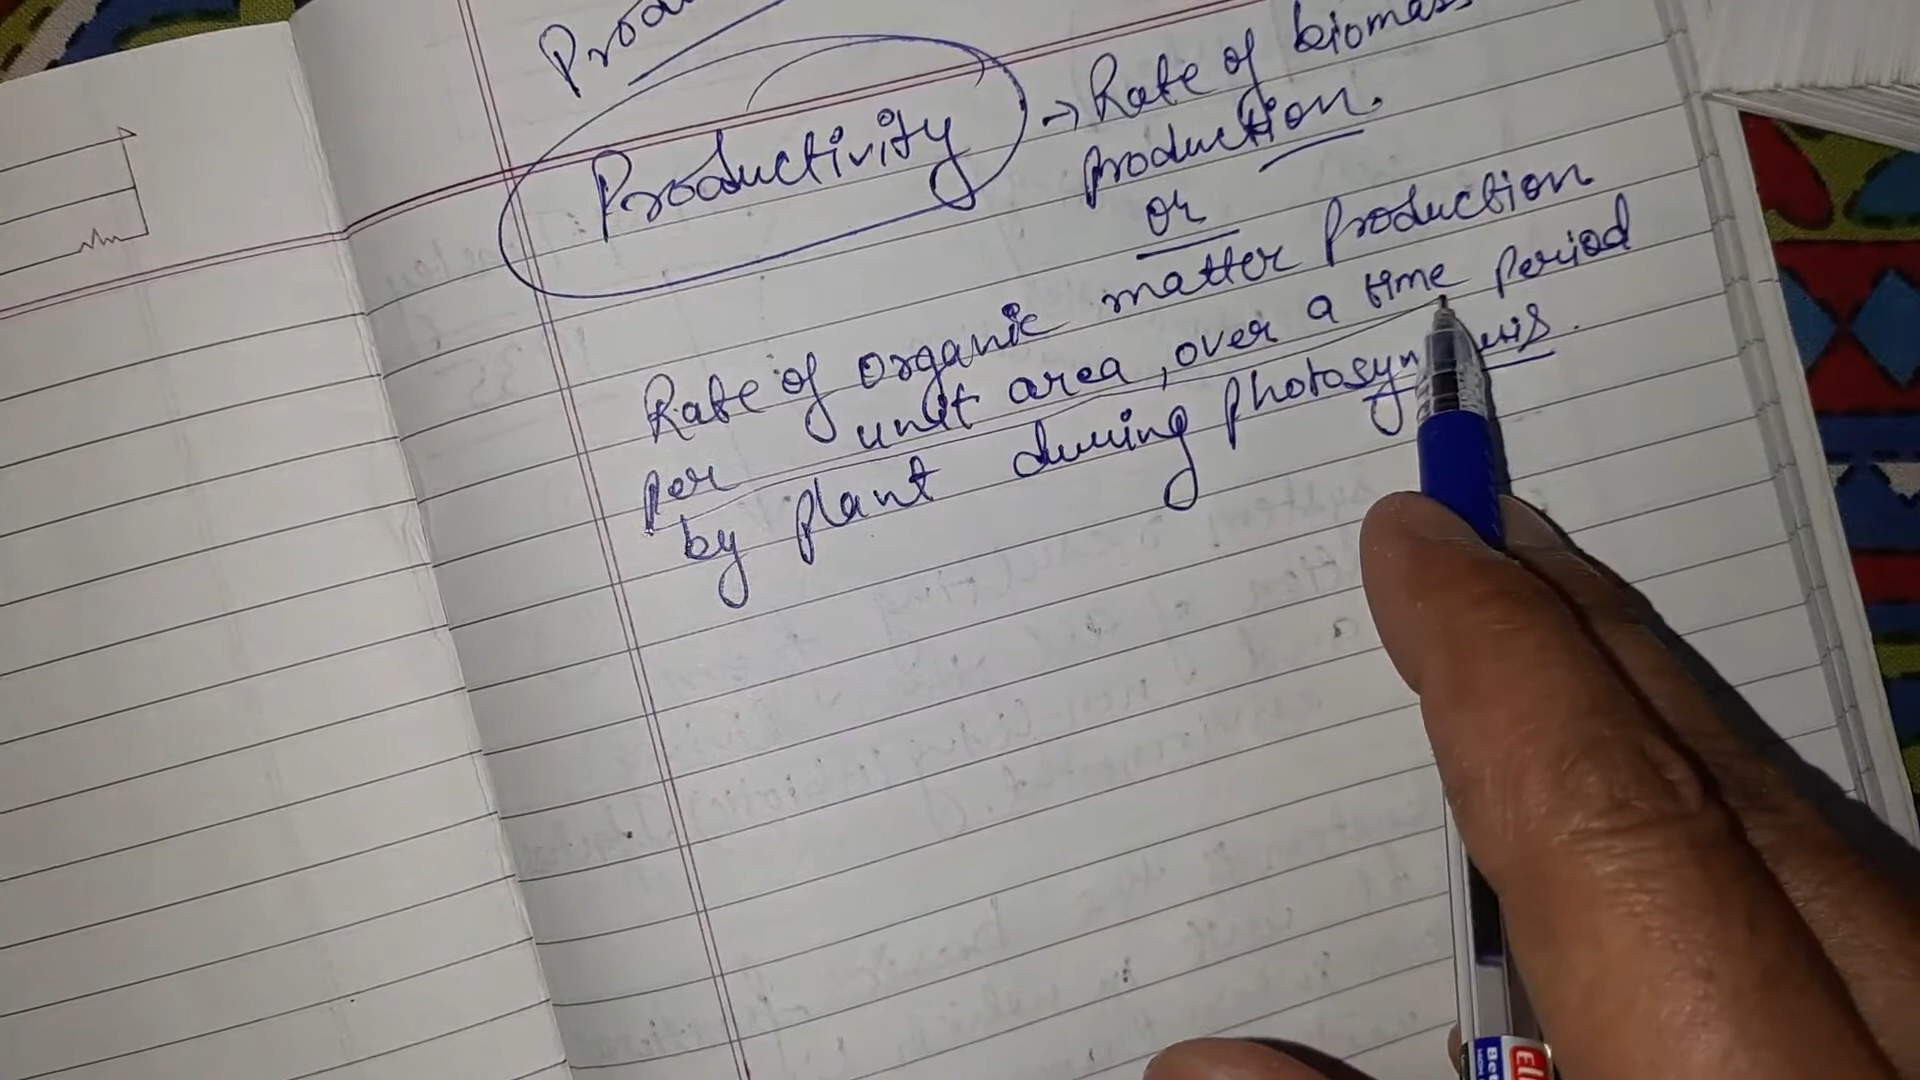 Productivity → Rate of biomass
production.
or
Rate of organic matter production
per unit area, over a time period
by plant during photosyn